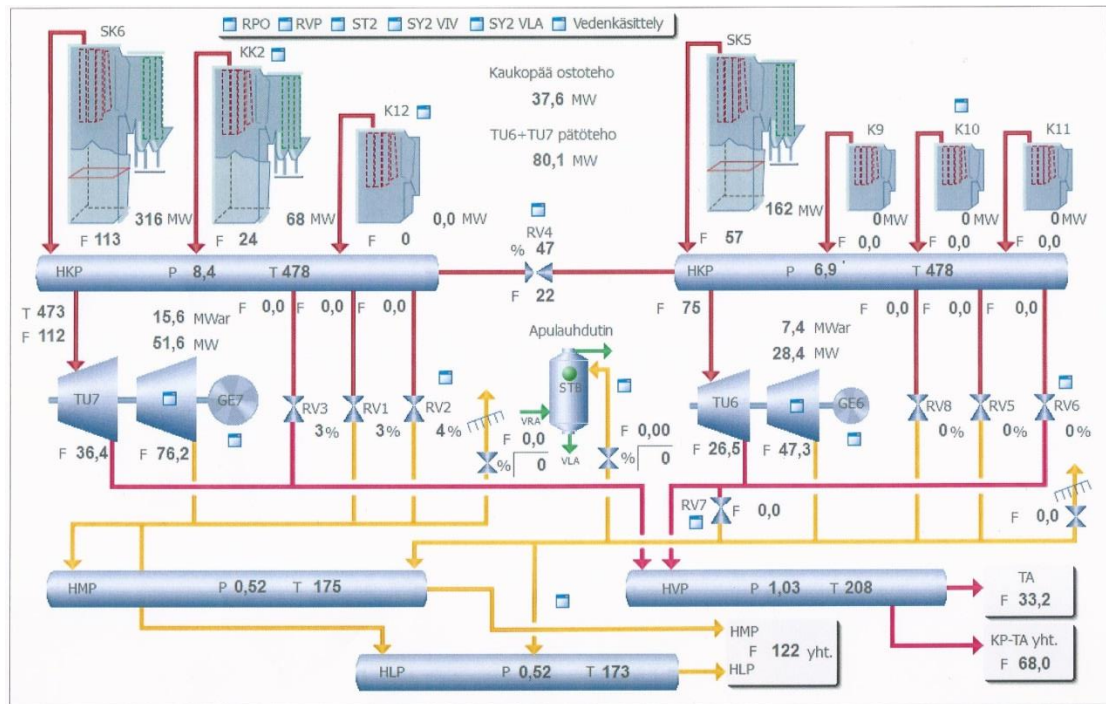 RPO RVP ST2 SY2 VIV SY2 VLA Vedenkäsittely
SK6
KK2
K12
Kaukopää ostoteho
37,6 MW
TU6+TU7 pätöteho
80,1 MW
SK5
K9
K10
K11
316 MW
F 113
68 MW
F 24
0,0 MW
F 0
RV4
% 47
F 22
162 MW
F 57
0 MW
F 0,0
0 MW
F 0,0
0 MW
F 0,0
HKP P 8,4 T 478
HKP P 6,9 T 478
T 473
F 112
15,6 MWar
51,6 MW
F 0,0
F 0,0
F 0,0
F 75
7,4 MWar
28,4 MW
F 0,0
F 0,0
F 0,0
Apulauhdutin
TU7
GE7
RV3
3%
RV1
3%
RV2
4%
STB
VRA
VLA
F 0,0
% 0
F 0,00
% 0
TU6
GE6
RV8
0%
RV5
0%
RV6
0%
F 36,4
F 76,2
F 26,5
F 47,3
RV7
F 0,0
F 0,0
HMP P 0,52 T 175
HVP P 1,03 T 208
TA
F 33,2
HMP
F 122 yht.
HLP
KP-TA yht.
F 68,0
HLP P 0,52 T 173